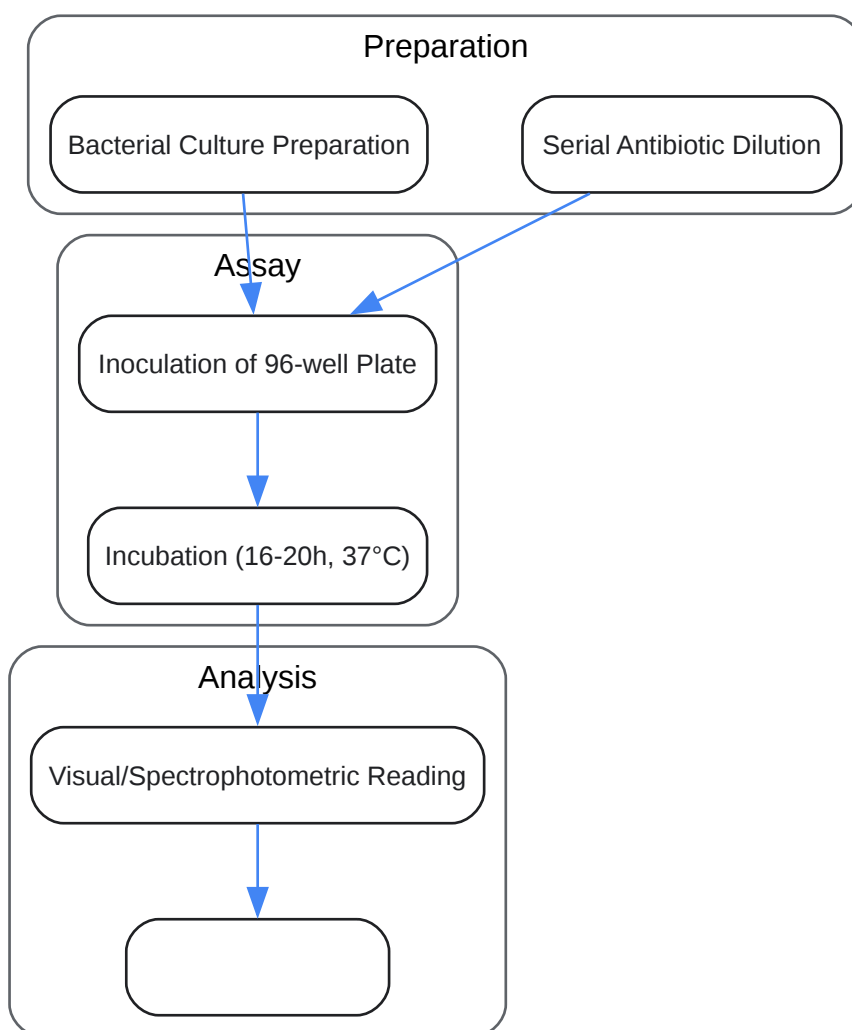 Preparation
Bacterial Culture Preparation
Serial Antibiotic Dilution
Assay
Inoculation of 96-well Plate
Incubation (16-20h, 37°C)
Analysis
Visual/Spectrophotometric Reading